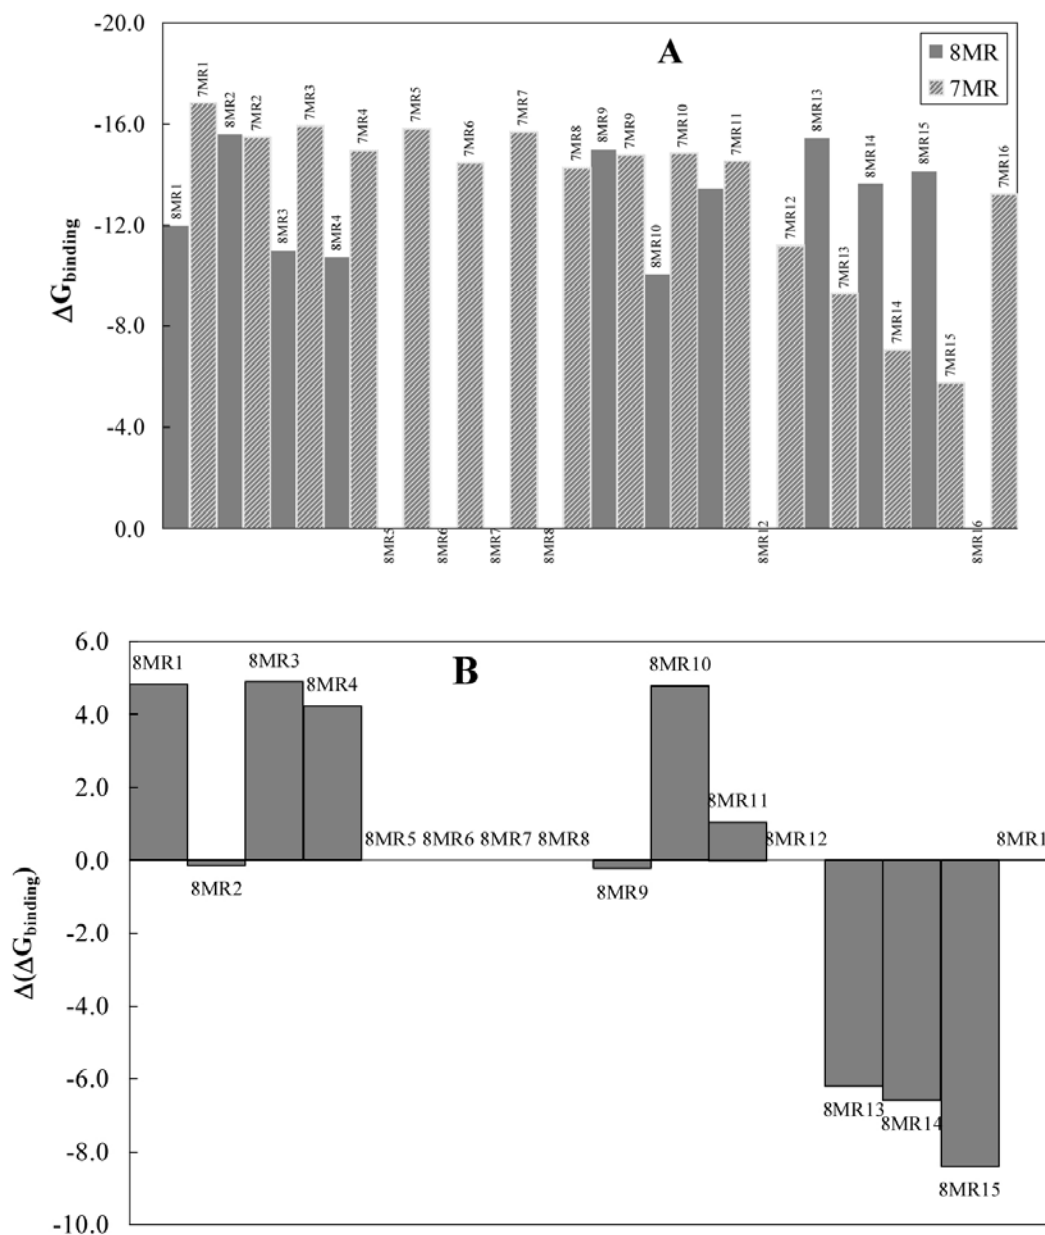 -20.0
A
8MR
7MR
-16.0
-12.0
-8.0
-4.0
0.0
ΔGbinding
8MR1
7MR1
8MR2
7MR2
8MR3
7MR3
8MR4
7MR4
8MR5
7MR5
8MR6
7MR6
8MR7
7MR7
8MR8
7MR8
8MR9
7MR9
8MR10
7MR10
7MR11
8MR12
7MR12
8MR13
7MR13
8MR14
7MR14
8MR15
7MR15
8MR16
7MR16
6.0
B
4.0
2.0
0.0
-2.0
-4.0
-6.0
-8.0
-10.0
Δ(ΔGbinding)
8MR1
8MR2
8MR3
8MR4
8MR5
8MR6
8MR7
8MR8
8MR9
8MR10
8MR11
8MR12
8MR13
8MR14
8MR15
8MR1